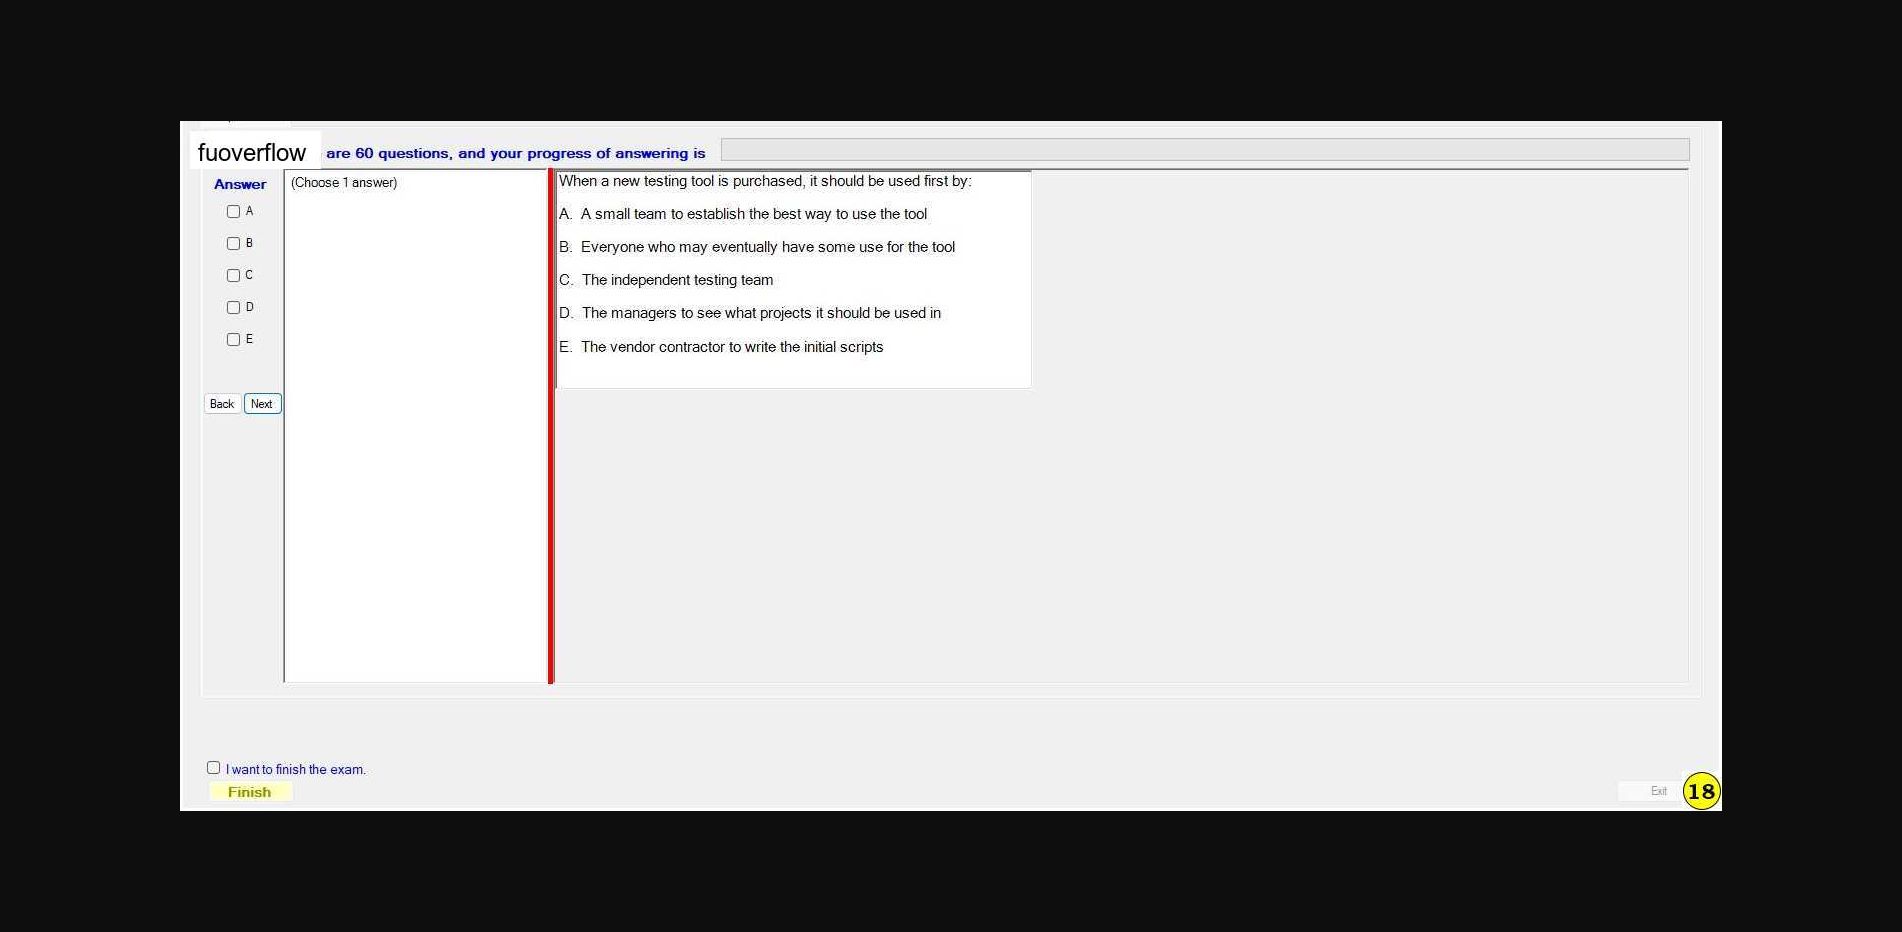 fuoverflow are 60 questions, and your progress of answering is
Answer
(Choose 1 answer)
A
B
C
D
E
Back Next
When a new testing tool is purchased, it should be used first by:
A. A small team to establish the best way to use the tool
B. Everyone who may eventually have some use for the tool
C. The independent testing team
D. The managers to see what projects it should be used in
E. The vendor contractor to write the initial scripts
I want to finish the exam.
Finish
Exit
18